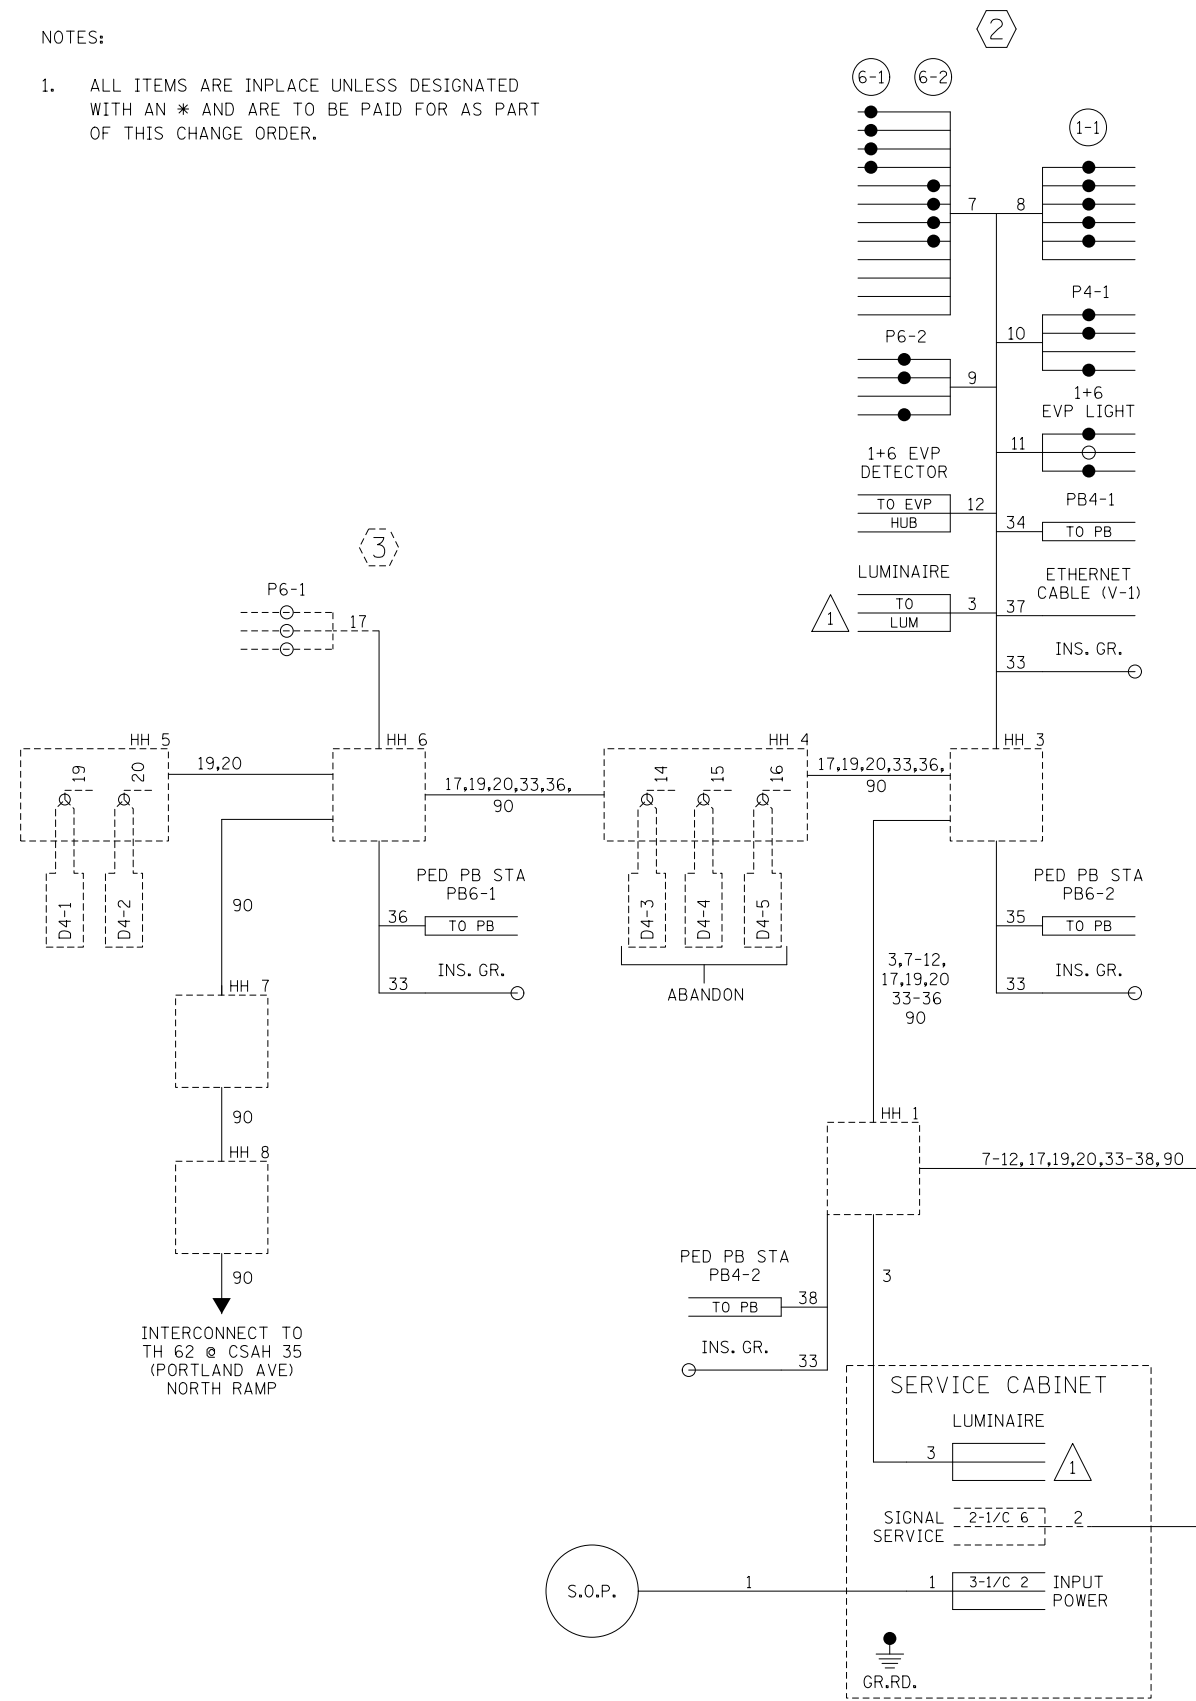 NOTES:
1. ALL ITEMS ARE INPLACE UNLESS DESIGNATED
WITH AN * AND ARE TO BE PAID FOR AS PART
OF THIS CHANGE ORDER.
2
6-1 6-2
1-1
7 8
P4-1
10
P6-2
9
1+6
EVP LIGHT
11
1+6 EVP
DETECTOR
TO EVP
HUB
12
PB4-1
34
TO PB
LUMINAIRE
1
TO
LUM
3
ETHERNET
CABLE (V-1)
37
INS. GR.
33
3
P6-1
17
HH 5
19 20
19,20
D4-1 D4-2
HH 6
17,19,20,33,36,
90
HH 4
14 15 16
D4-3 D4-4 D4-5
ABANDON
17,19,20,33,36,
90
HH 3
90
PED PB STA
PB6-1
36
TO PB
INS. GR.
33
PED PB STA
PB6-2
35
TO PB
INS. GR.
33
3,7-12,
17,19,20
33-36
90
HH 7
90
HH 8
90
INTERCONNECT TO
TH 62 @ CSAH 35
(PORTLAND AVE)
NORTH RAMP
HH 1
7-12,17,19,20,33-38,90
PED PB STA
PB4-2
TO PB
38
INS. GR.
33
3
SERVICE CABINET
LUMINAIRE
3
1
SIGNAL
SERVICE
2-1/C 6
2
S.O.P.
1
1
3-1/C 2
INPUT
POWER
GR.RD.